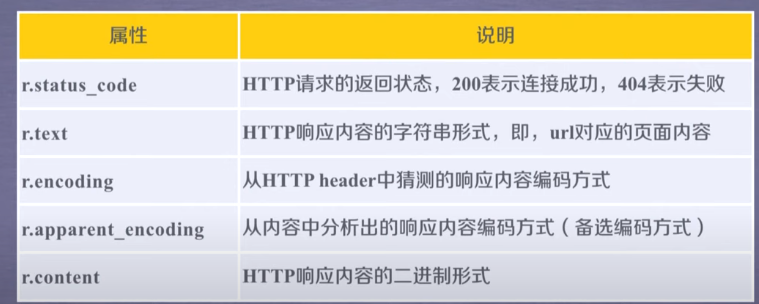 属性 说明
r.status_code HTTP请求的返回状态，200表示连接成功，404表示失败
r.text HTTP响应内容的字符串形式，即，url对应的页面内容
r.encoding 从HTTP header中猜测的响应内容编码方式
r.apparent_encoding 从内容中分析出的响应内容编码方式（备选编码方式）
r.content HTTP响应内容的二进制形式